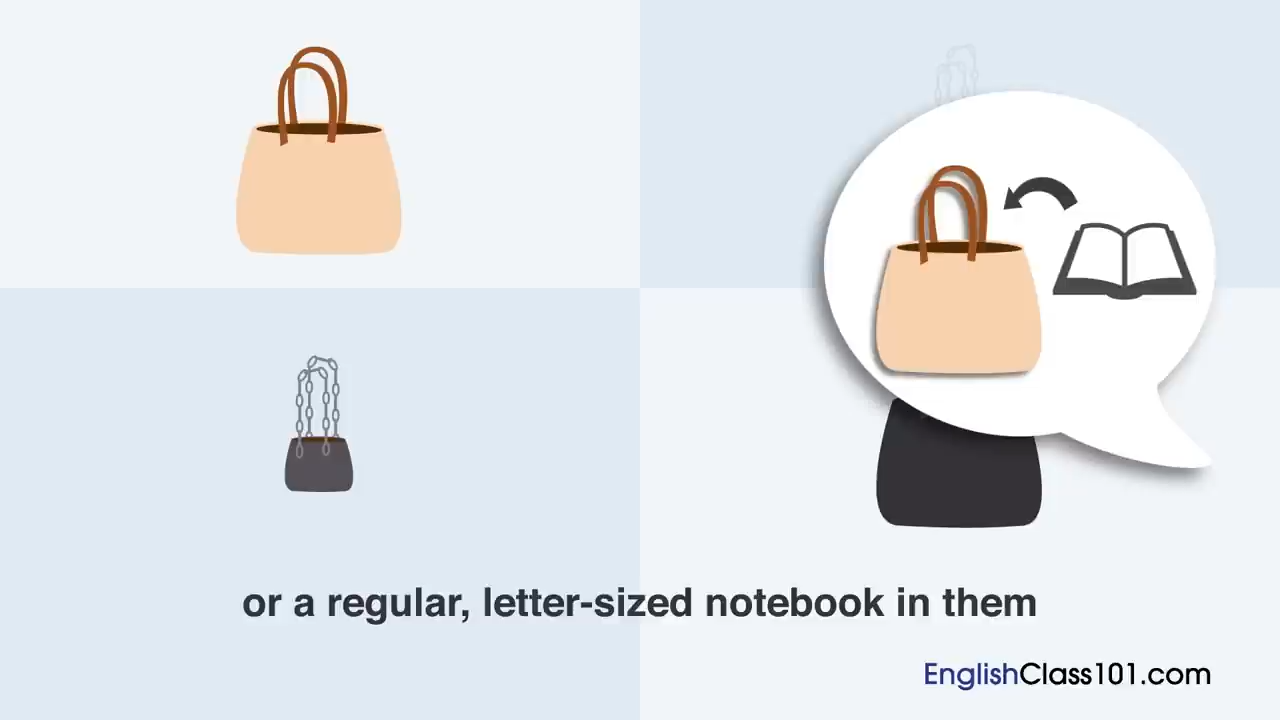 or a regular, letter-sized notebook in them
EnglishClass101.com